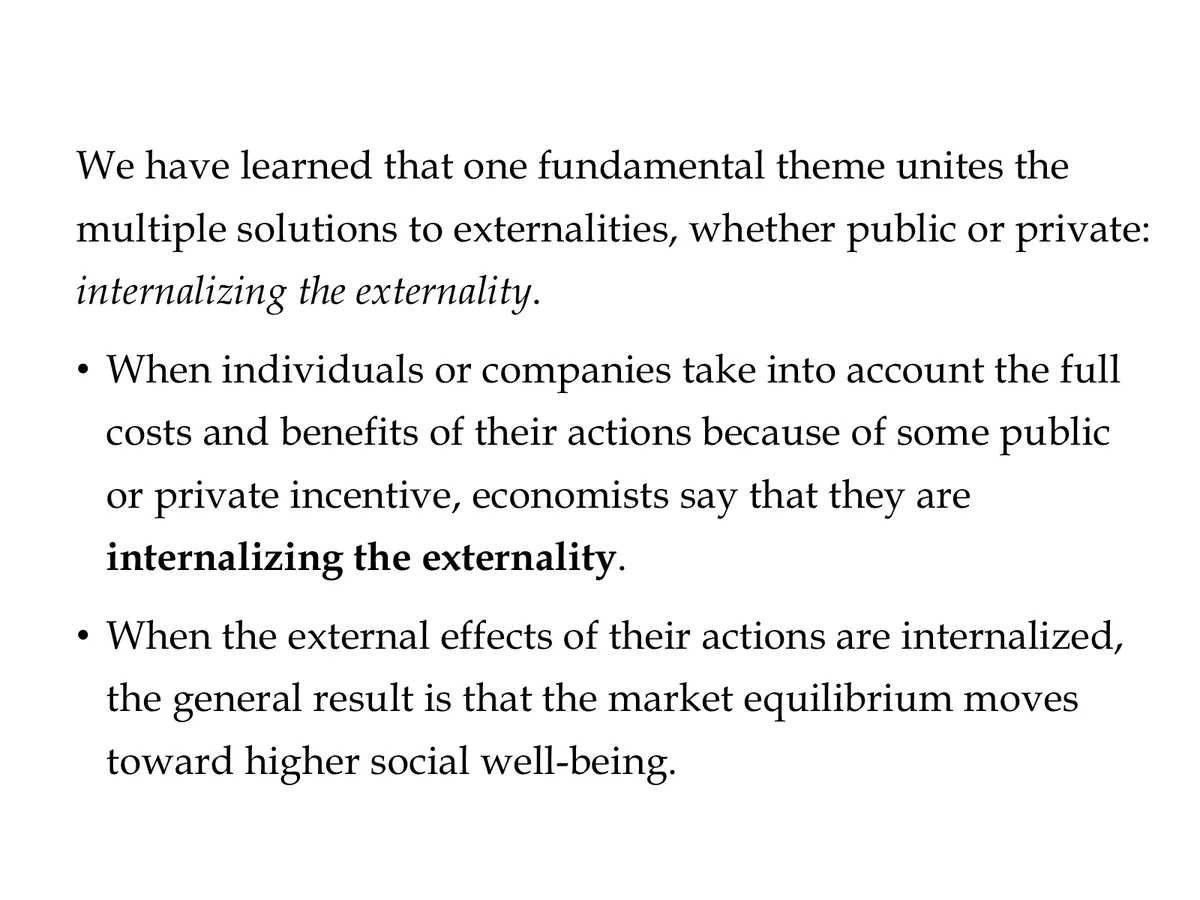 We have learned that one fundamental theme unites the
multiple solutions to externalities, whether public or private:
internalizing the externality.
• When individuals or companies take into account the full
costs and benefits of their actions because of some public
or private incentive, economists say that they are
internalizing the externality.
• When the external effects of their actions are internalized,
the general result is that the market equilibrium moves
toward higher social well-being.